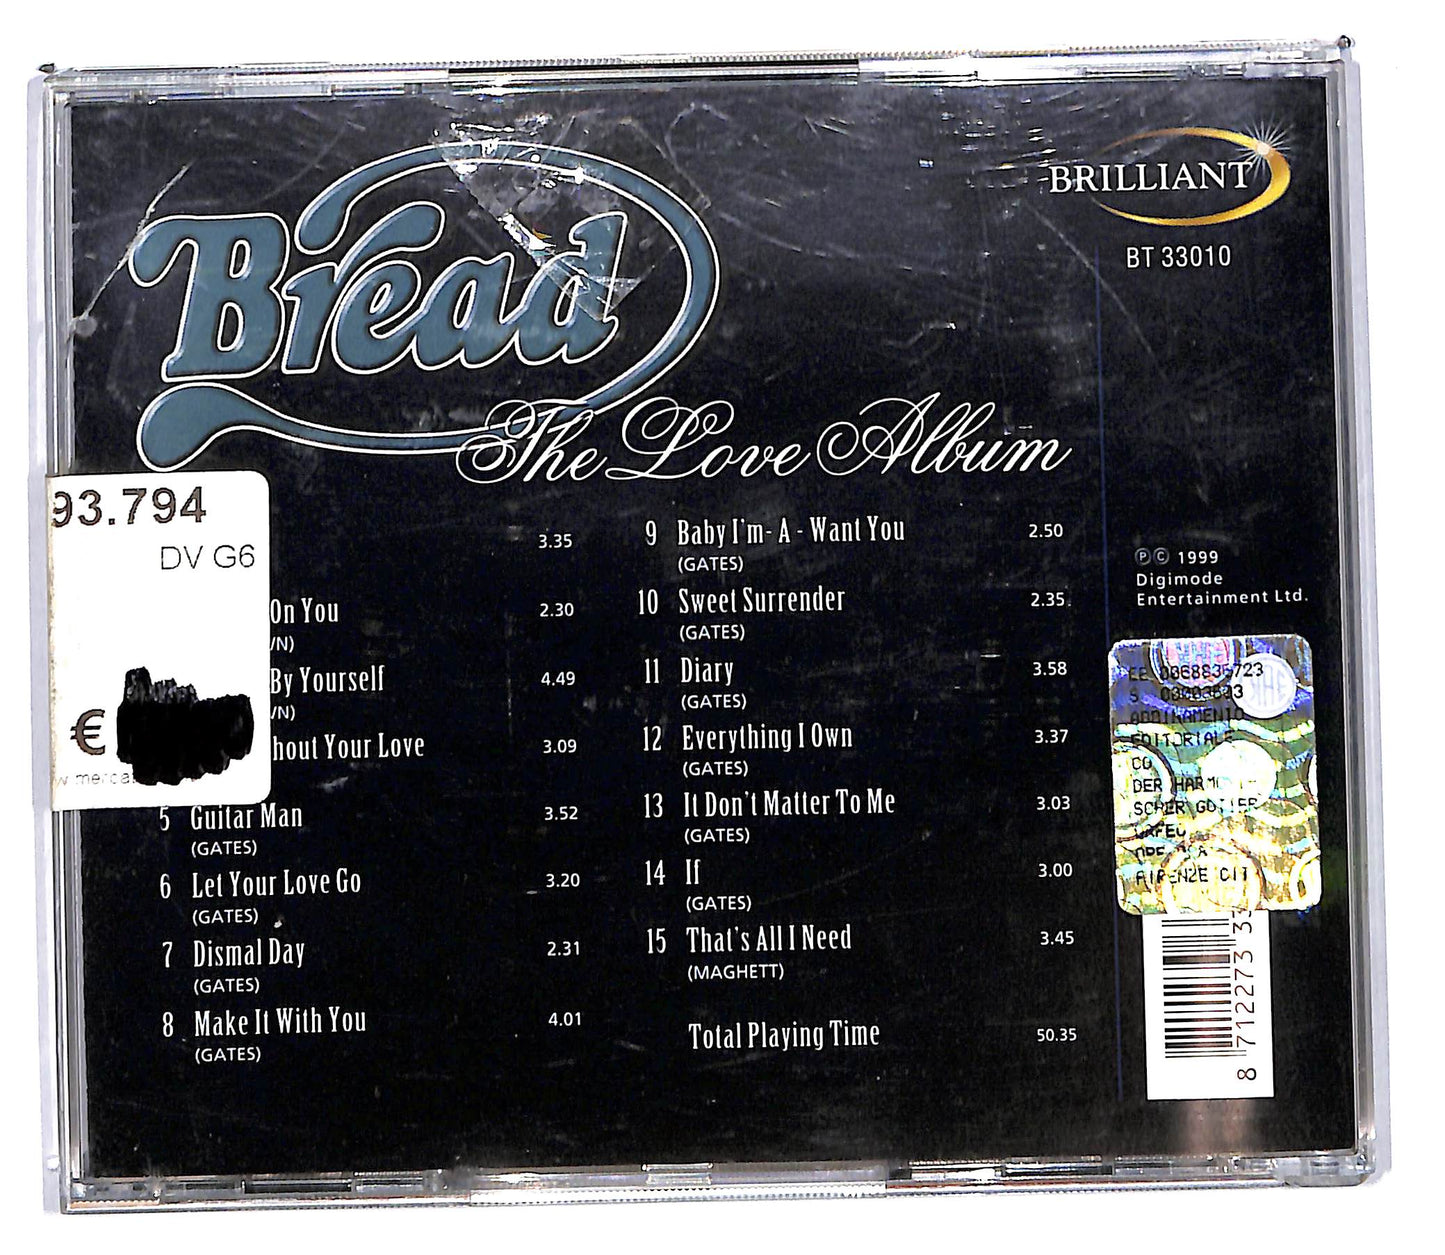 Bread
The Love Album
BRILLIANT
BT 33010
93.794
DV G6
€
3.35
On You 2.30
By Yourself 4.49
hout Your Love 3.09
5 Guitar Man 3.52
(GATES)
6 Let Your Love Go 3.20
(GATES)
7 Dismal Day 2.31
(GATES)
8 Make It With You 4.01
(GATES)
9 Baby I'm- A - Want You 2.50
(GATES)
10 Sweet Surrender 2.35
(GATES)
11 Diary 3.58
(GATES)
12 Everything I Own 3.37
(GATES)
13 It Don't Matter To Me 3.03
(GATES)
14 If 3.00
(GATES)
15 That's All I Need 3.45
(MAGHETT)
Total Playing Time 50.35
℗ © 1999
Digimode
Entertainment Ltd.
EDITORIALE
CO
8 712273 33